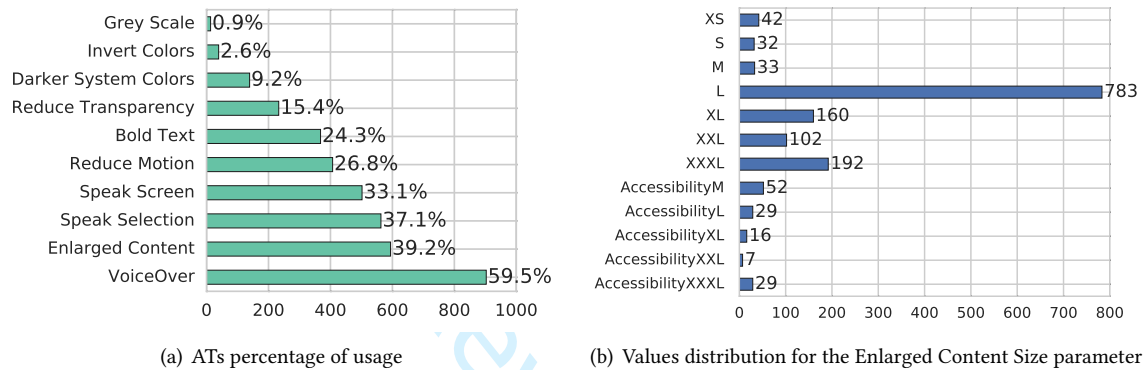 Grey Scale 0.9%
Invert Colors 2.6%
Darker System Colors 9.2%
Reduce Transparency 15.4%
Bold Text 24.3%
Reduce Motion 26.8%
Speak Screen 33.1%
Speak Selection 37.1%
Enlarged Content 39.2%
VoiceOver 59.5%
0 200 400 600 800 1000
(a) ATs percentage of usage
XS 42
S 32
M 33
L 783
XL 160
XXL 102
XXXL 192
AccessibilityM 52
AccessibilityL 29
AccessibilityXL 16
AccessibilityXXL 7
AccessibilityXXXL 29
0 100 200 300 400 500 600 700 800
(b) Values distribution for the Enlarged Content Size parameter